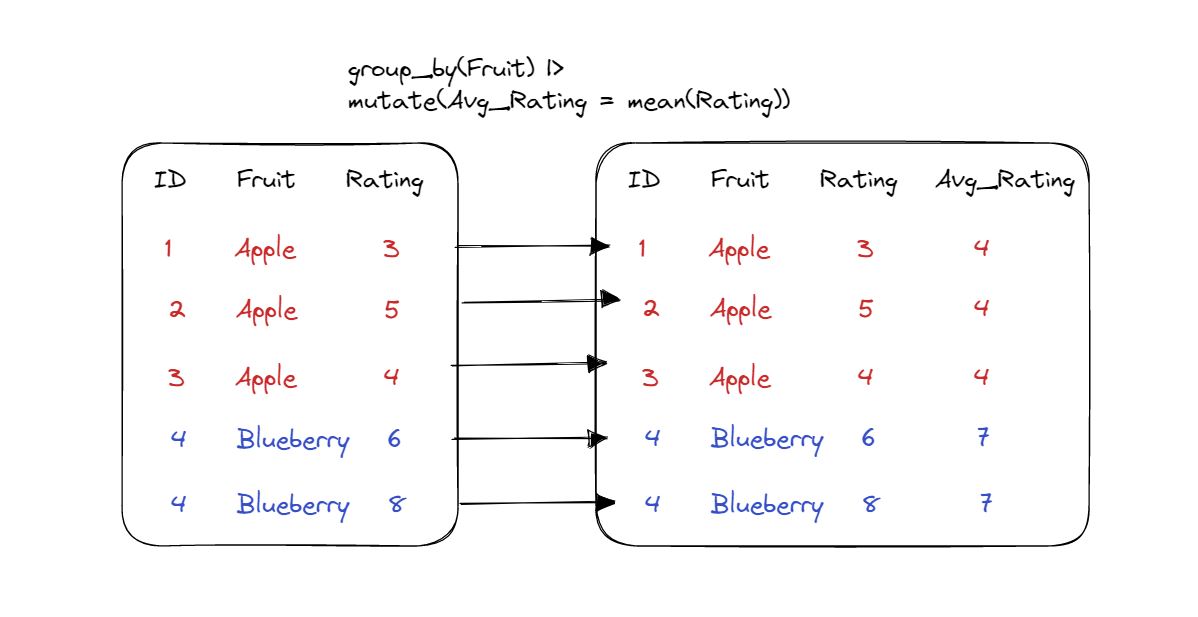 group_by(Fruit) |>
mutate(Avg_Rating = mean(Rating))
ID Fruit Rating
1 Apple 3
2 Apple 5
3 Apple 4
4 Blueberry 6
4 Blueberry 8
ID Fruit Rating Avg_Rating
1 Apple 3 4
2 Apple 5 4
3 Apple 4 4
4 Blueberry 6 7
4 Blueberry 8 7